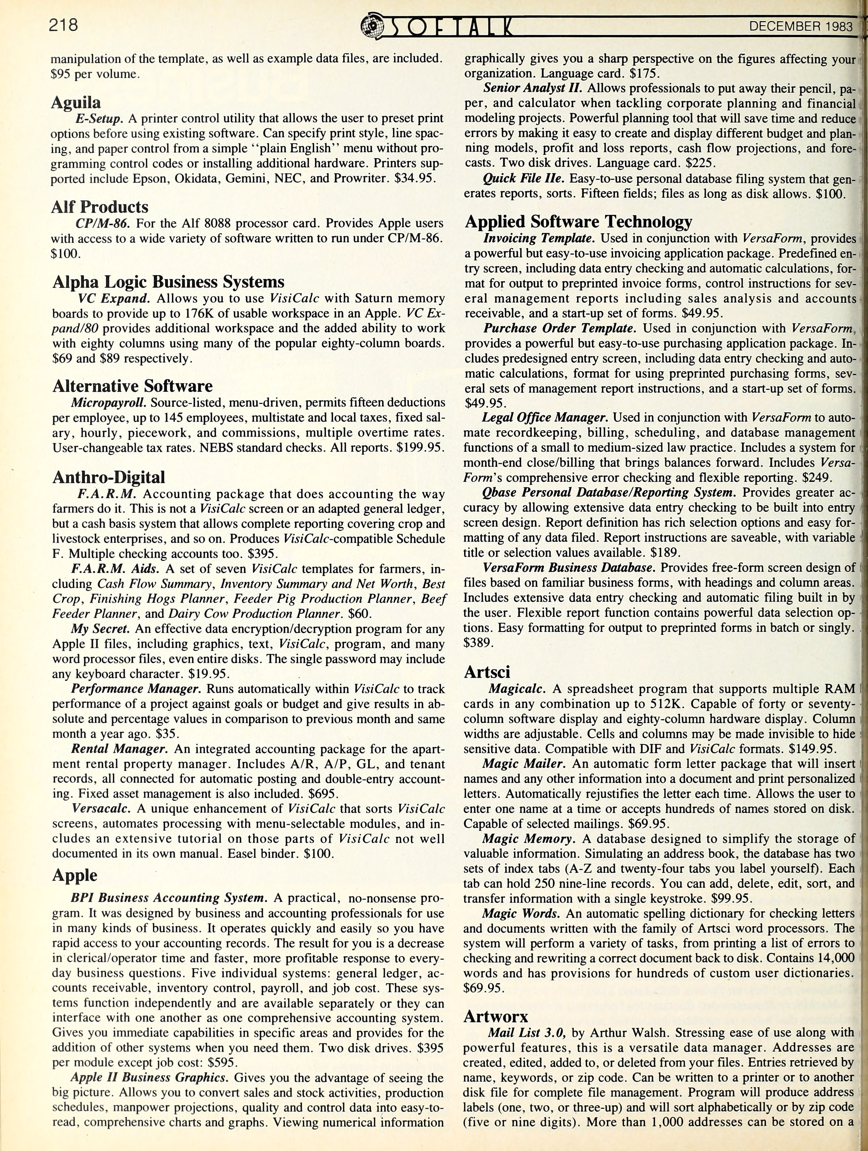 218
SOFTALK
DECEMBER 1983
manipulation of the template, as well as example data files, are included.
$95 per volume.
Aguila
E-Setup. A printer control utility that allows the user to preset print
options before using existing software. Can specify print style, line spac-
ing, and paper control from a simple "plain English" menu without pro-
gramming control codes or installing additional hardware. Printers sup-
ported include Epson, Okidata, Gemini, NEC, and Prowriter. $34.95.
Alf Products
CP/M-86. For the Alf 8088 processor card. Provides Apple users
with access to a wide variety of software written to run under CP/M-86.
$100.
Alpha Logic Business Systems
VC Expand. Allows you to use VisiCalc with Saturn memory
boards to provide up to 176K of usable workspace in an Apple. VC Ex-
pand/80 provides additional workspace and the added ability to work
with eighty columns using many of the popular eighty-column boards.
$69 and $89 respectively.
Alternative Software
Micropayroll. Source-listed, menu-driven, permits fifteen deductions
per employee, up to 145 employees, multistate and local taxes, fixed sal-
ary, hourly, piecework, and commissions, multiple overtime rates.
User-changeable tax rates. NEBS standard checks. All reports. $199.95.
Anthro-Digital
F.A.R.M. Accounting package that does accounting the way
farmers do it. This is not a VisiCalc screen or an adapted general ledger,
but a cash basis system that allows complete reporting covering crop and
livestock enterprises, and so on. Produces VisiCalc-compatible Schedule
F. Multiple checking accounts too. $395.
F.A.R.M. Aids. A set of seven VisiCalc templates for farmers, in-
cluding Cash Flow Summary, Inventory Summary and Net Worth, Best
Crop, Finishing Hogs Planner, Feeder Pig Production Planner, Beef
Feeder Planner, and Dairy Cow Production Planner. $60.
My Secret. An effective data encryption/decryption program for any
Apple II files, including graphics, text, VisiCalc, program, and many
word processor files, even entire disks. The single password may include
any keyboard character. $19.95.
Performance Manager. Runs automatically within VisiCalc to track
performance of a project against goals or budget and give results in ab-
solute and percentage values in comparison to previous month and same
month a year ago. $35.
Rental Manager. An integrated accounting package for the apart-
ment rental property manager. Includes A/R, A/P, GL, and tenant
records, all connected for automatic posting and double-entry account-
ing. Fixed asset management is also included. $695.
Versacalc. A unique enhancement of VisiCalc that sorts VisiCalc
screens, automates processing with menu-selectable modules, and in-
cludes an extensive tutorial on those parts of VisiCalc not well
documented in its own manual. Easel binder. $100.
Apple
BPI Business Accounting System. A practical, no-nonsense pro-
gram. It was designed by business and accounting professionals for use
in many kinds of business. It operates quickly and easily so you have
rapid access to your accounting records. The result for you is a decrease
in clerical/operator time and faster, more profitable response to every-
day business questions. Five individual systems: general ledger, ac-
counts receivable, inventory control, payroll, and job cost. These sys-
tems function independently and are available separately or they can
interface with one another as one comprehensive accounting system.
Gives you immediate capabilities in specific areas and provides for the
addition of other systems when you need them. Two disk drives. $395
per module except job cost: $595.
Apple II Business Graphics. Gives you the advantage of seeing the
big picture. Allows you to convert sales and stock activities, production
schedules, manpower projections, quality and control data into easy-to-
read, comprehensive charts and graphs. Viewing numerical information
graphically gives you a sharp perspective on the figures affecting your
organization. Language card. $175.
Senior Analyst II. Allows professionals to put away their pencil, pa-
per, and calculator when tackling corporate planning and financial
modeling projects. Powerful planning tool that will save time and reduce
errors by making it easy to create and display different budget and plan-
ning models, profit and loss reports, cash flow projections, and fore-
casts. Two disk drives. Language card. $225.
Quick File IIe. Easy-to-use personal database filing system that gen-
erates reports, sorts. Fifteen fields; files as long as disk allows. $100.
Applied Software Technology
Invoicing Template. Used in conjunction with VersaForm, provides
a powerful but easy-to-use invoicing application package. Predefined en-
try screen, including data entry checking and automatic calculations, for-
mat for output to preprinted invoice forms, control instructions for sev-
eral management reports including sales analysis and accounts
receivable, and a start-up set of forms. $49.95.
Purchase Order Template. Used in conjunction with VersaForm,
provides a powerful but easy-to-use purchasing application package. In-
cludes predesigned entry screen, including data entry checking and auto-
matic calculations, format for using preprinted purchasing forms, sev-
eral sets of management report instructions, and a start-up set of forms.
$49.95.
Legal Office Manager. Used in conjunction with VersaForm to auto-
mate recordkeeping, billing, scheduling, and database management
functions of a small to medium-sized law practice. Includes a system for
month-end close/billing that brings balances forward. Includes Versa-
Form's comprehensive error checking and flexible reporting. $249.
Qbase Personal Database/Reporting System. Provides greater ac-
curacy by allowing extensive data entry checking to be built into entry
screen design. Report definition has rich selection options and easy for-
matting of any data filed. Report instructions are saveable, with variable
title or selection values available. $189.
VersaForm Business Database. Provides free-form screen design of
files based on familiar business forms, with headings and column areas.
Includes extensive data entry checking and automatic filing built in by
the user. Flexible report function contains powerful data selection op-
tions. Easy formatting for output to preprinted forms in batch or singly.
$389.
Artsci
Magicalc. A spreadsheet program that supports multiple RAM
cards in any combination up to 512K. Capable of forty or seventy-
column software display and eighty-column hardware display. Column
widths are adjustable. Cells and columns may be made invisible to hide
sensitive data. Compatible with DIF and VisiCalc formats. $149.95.
Magic Mailer. An automatic form letter package that will insert
names and any other information into a document and print personalized
letters. Automatically rejustifies the letter each time. Allows the user to
enter one name at a time or accepts hundreds of names stored on disk.
Capable of selected mailings. $69.95.
Magic Memory. A database designed to simplify the storage of
valuable information. Simulating an address book, the database has two
sets of index tabs (A-Z and twenty-four tabs you label yourself). Each
tab can hold 250 nine-line records. You can add, delete, edit, sort, and
transfer information with a single keystroke. $99.95.
Magic Words. An automatic spelling dictionary for checking letters
and documents written with the family of Artsci word processors. The
system will perform a variety of tasks, from printing a list of errors to
checking and rewriting a correct document back to disk. Contains 14,000
words and has provisions for hundreds of custom user dictionaries.
$69.95.
Artworx
Mail List 3.0, by Arthur Walsh. Stressing ease of use along with
powerful features, this is a versatile data manager. Addresses are
created, edited, added to, or deleted from your files. Entries retrieved by
name, keywords, or zip code. Can be written to a printer or to another
disk file for complete file management. Program will produce address
labels (one, two, or three-up) and will sort alphabetically or by zip code
(five or nine digits). More than 1,000 addresses can be stored on a